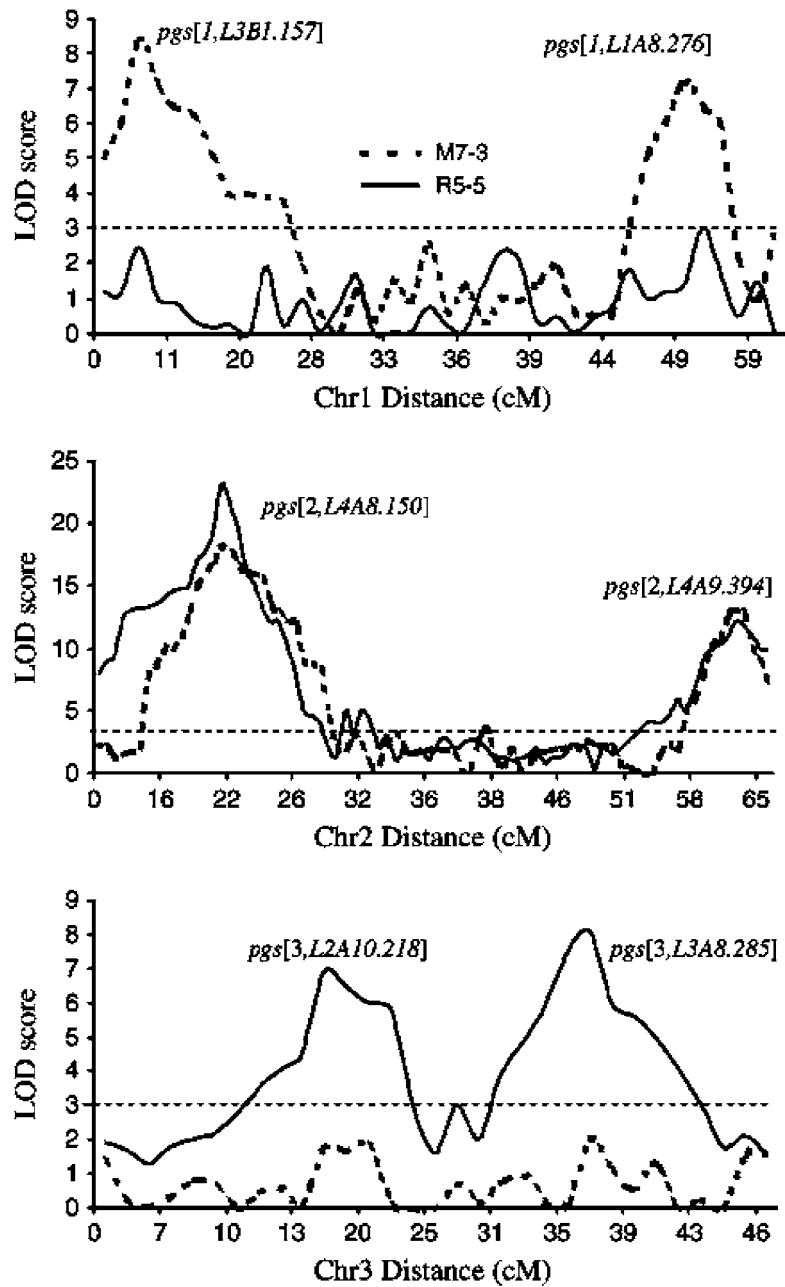 9
8
7
6
5
4
3
2
1
0
LOD score
pgs[1,L3B1.157]
pgs[1,L1A8.276]
M7-3
R5-5
0 11 20 28 33 36 39 44 49 59
Chr1 Distance (cM)
25
20
15
10
5
0
LOD score
pgs[2,L4A8.150]
pgs[2,L4A9.394]
0 16 22 26 32 36 38 46 51 58 65
Chr2 Distance (cM)
9
8
7
6
5
4
3
2
1
0
LOD score
pgs[3,L2A10.218]
pgs[3,L3A8.285]
0 7 10 13 20 25 31 37 39 43 46
Chr3 Distance (cM)